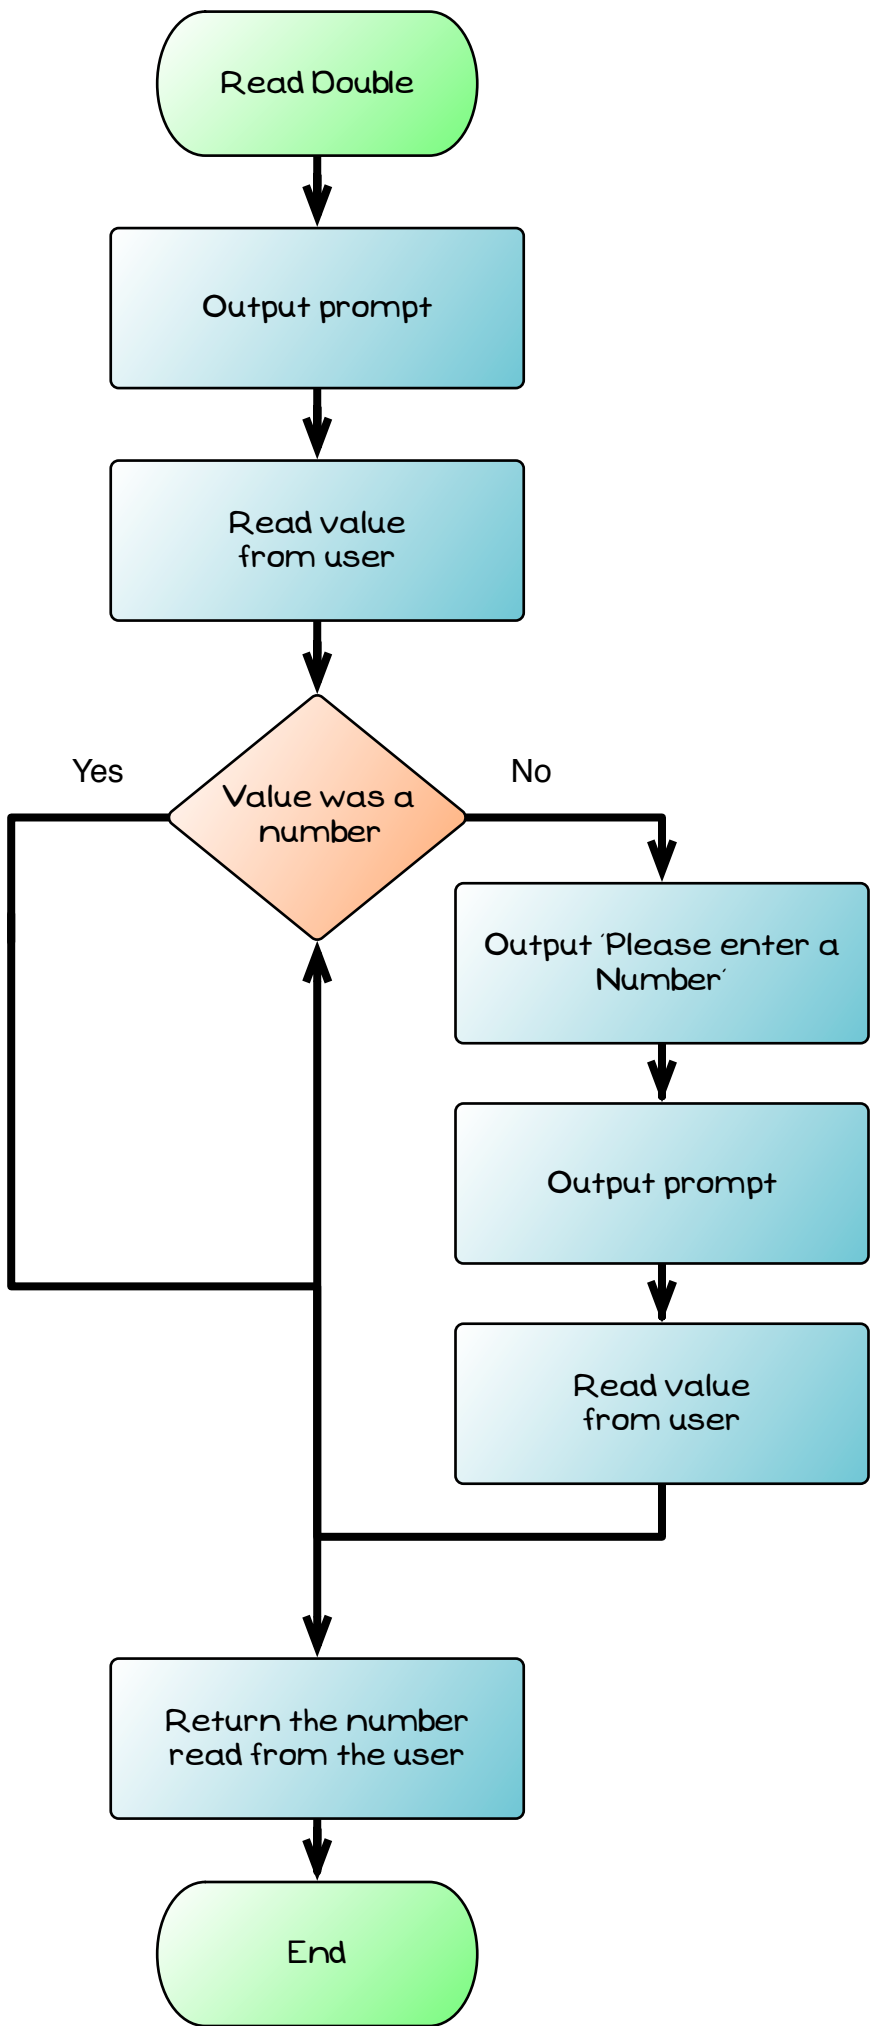 Read Double
Output prompt
Read value
from user
Yes
Value was a
number
No
Output 'Please enter a
Number'
Output prompt
Read value
from user
Return the number
read from the user
End